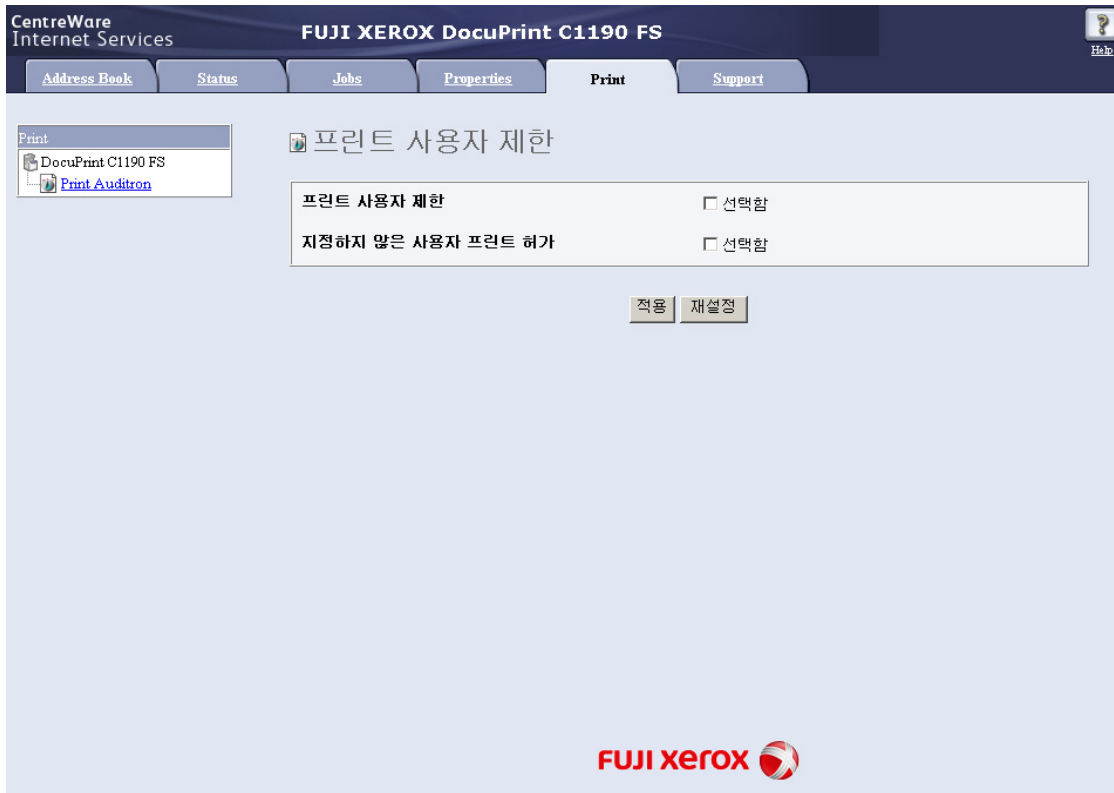 CentreWare
Internet Services
FUJI XEROX DocuPrint C1190 FS
Help
Address Book
Status
Jobs
Properties
Print
Support
Print
DocuPrint C1190 FS
Print Auditron
프린트 사용자 제한
프린트 사용자 제한
선택함
지정하지 않은 사용자 프린트 허가
선택함
적용
재설정
FUJI xerox